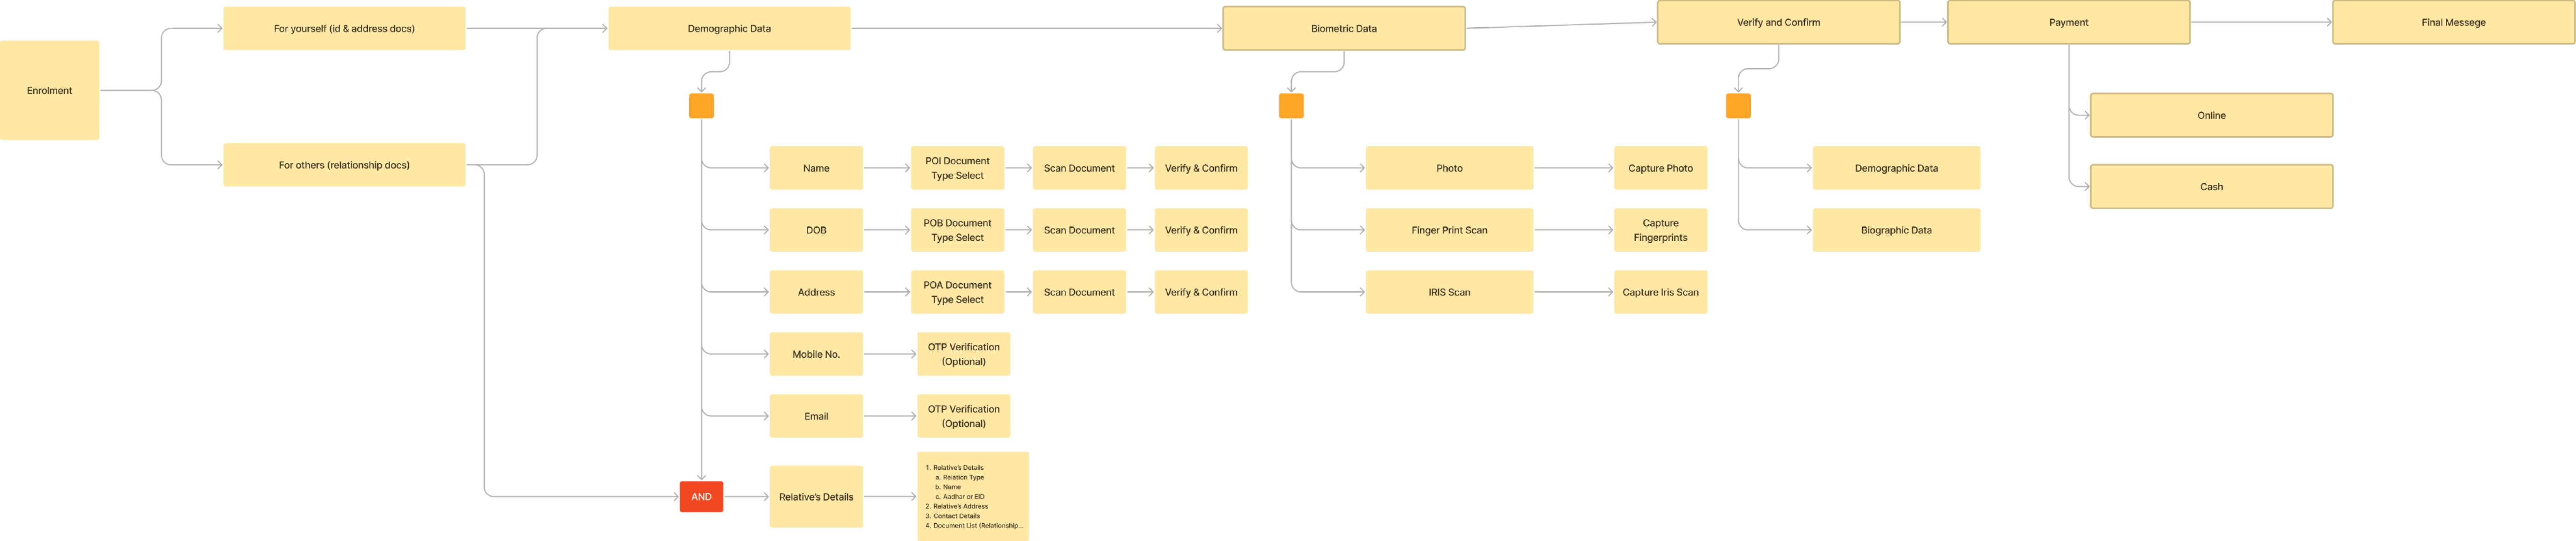 Enrolment
For yourself (id & address docs)
For others (relationship docs)
Demographic Data
Name
POI Document
Type Select
Scan Document
Verify & Confirm
DOB
POB Document
Type Select
Scan Document
Verify & Confirm
Address
POA Document
Type Select
Scan Document
Verify & Confirm
Mobile No.
OTP Verification
(Optional)
Email
OTP Verification
(Optional)
AND
Relative's Details
1. Relative's Details
a. Relation Type
b. Name
c. Aadhar or EID
2. Relative's Address
3. Contact Details
4. Document List (Relationship...
Biometric Data
Photo
Capture Photo
Finger Print Scan
Capture
Fingerprints
IRIS Scan
Capture Iris Scan
Verify and Confirm
Demographic Data
Biographic Data
Payment
Online
Cash
Final Messege